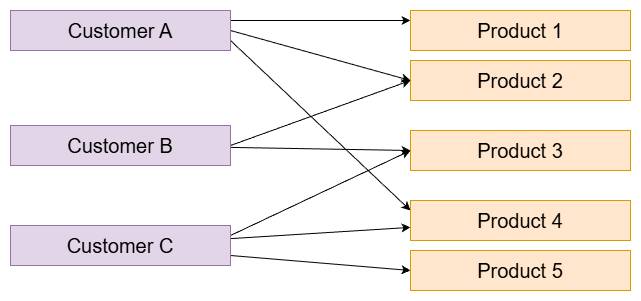 Customer A
Product 1
Product 2
Customer B
Product 3
Customer C
Product 4
Product 5